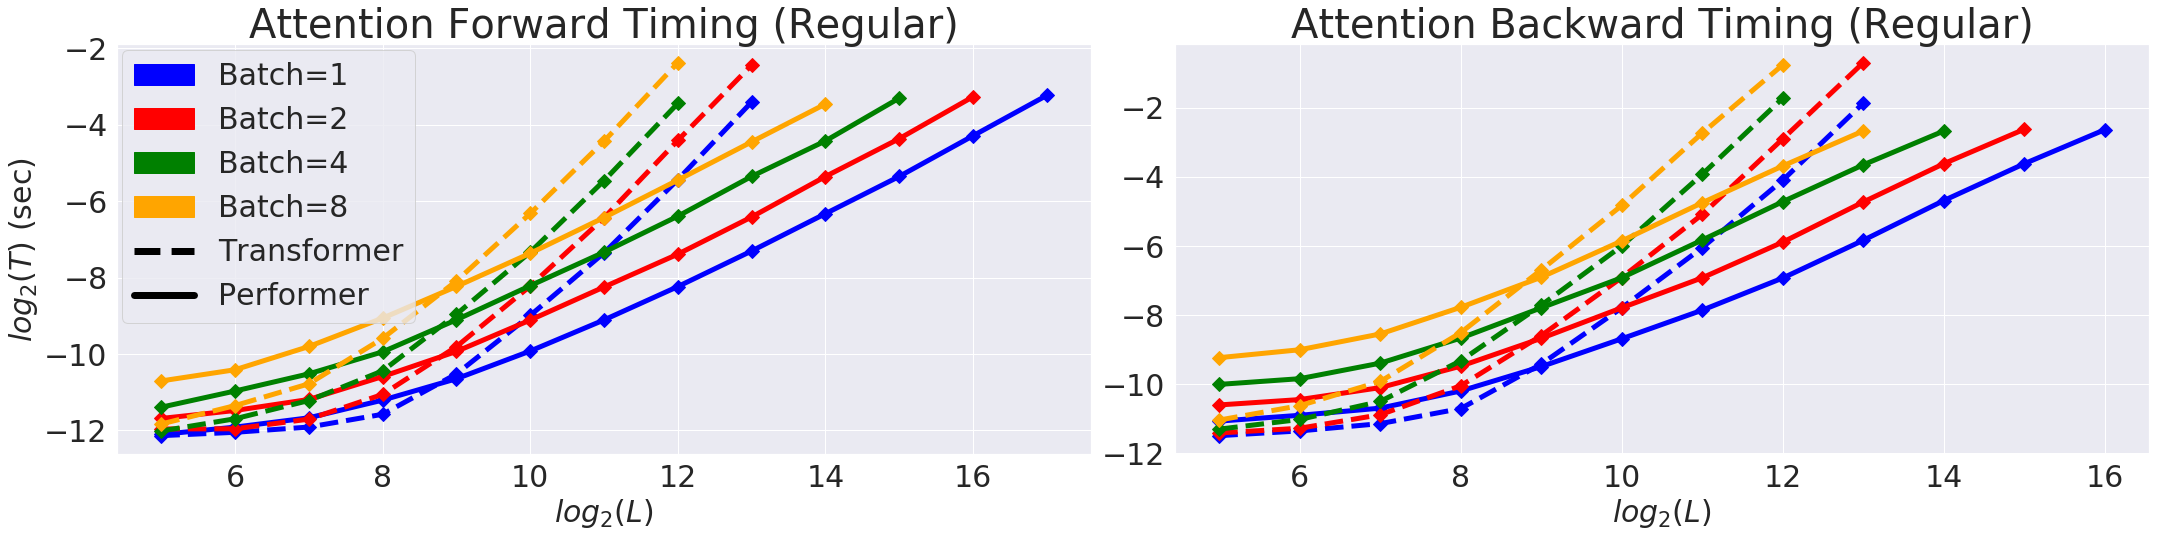 Attention Forward Timing (Regular)
−2
−4
−6
−8
−10
−12
log₂(T) (sec)
Batch=1
Batch=2
Batch=4
Batch=8
Transformer
Performer
6 8 10 12 14 16
log₂(L)
Attention Backward Timing (Regular)
−2
−4
−6
−8
−10
−12
6 8 10 12 14 16
log₂(L)